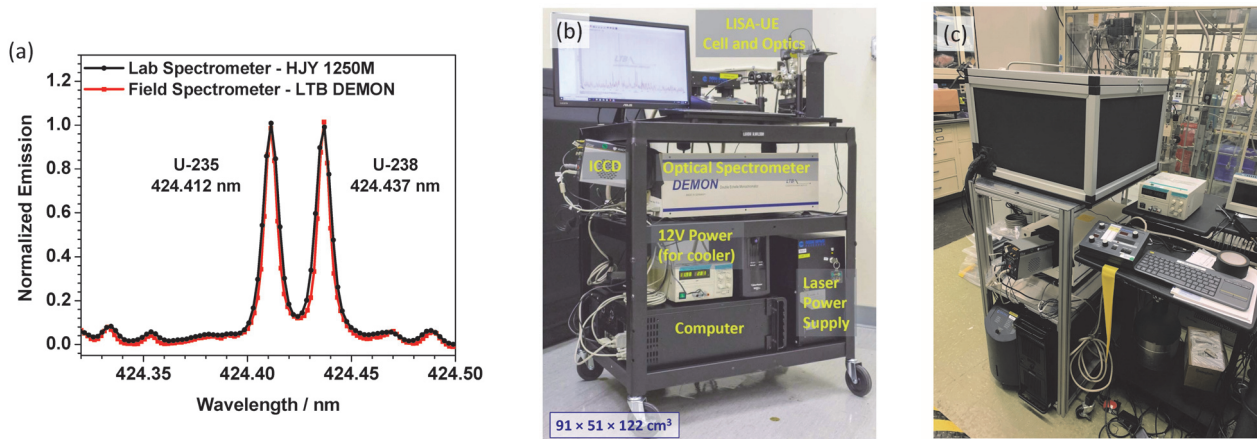 (a)
1.2
1.0
0.8
0.6
0.4
0.2
0.0
Normalized Emission
Lab Spectrometer - HJY 1250M
Field Spectrometer - LTB DEMON
U-235
424.412 nm
U-238
424.437 nm
424.35
424.40
424.45
424.50
Wavelength / nm
(b)
LISA-UE
Cell and Optics
ICCD
Optical Spectrometer
DEMON
12V Power
(for cooler)
Laser
Power
Supply
Computer
91 × 51 × 122 cm³
(c)